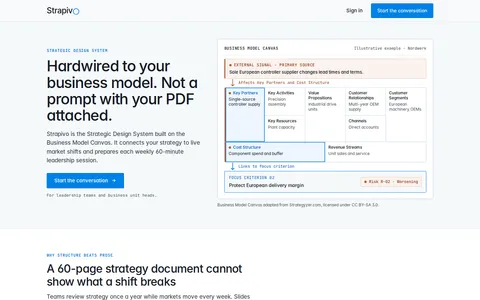 Strapivo
Sign in
Start the conversation
STRATEGIC DESIGN SYSTEM
Hardwired to your
business model. Not a
prompt with your PDF
attached.
Strapivo is the Strategic Design System built on the
Business Model Canvas. It connects your strategy to live
market shifts and prepares each weekly 60-minute
leadership session.
Start the conversation →
For leadership teams and business unit heads.
BUSINESS MODEL CANVAS
Illustrative example · Nordwerk
EXTERNAL SIGNAL · PRIMARY SOURCE
Sole European controller supplier changes lead times and terms.
Affects Key Partners and Cost Structure
Key Partners
Single-source
controller supply
Key Activities
Precision
assembly
Key Resources
Plant capacity
Value
Propositions
Industrial drive
units
Customer
Relationships
Multi-year OEM
supply
Channels
Direct accounts
Customer
Segments
European
machinery OEMs
Cost Structure
Component spend and buffer
Revenue Streams
Unit sales and service
Links to focus criterion
FOCUS CRITERION 02
Protect European delivery margin
Risk R-02 · Worsening
Business Model Canvas adapted from Strategyzer.com, licensed under CC BY-SA 3.0.
WHY STRUCTURE BEATS PROSE
A 60-page strategy document cannot
show what a shift breaks
Teams review strategy once a year while markets move every week. Slides